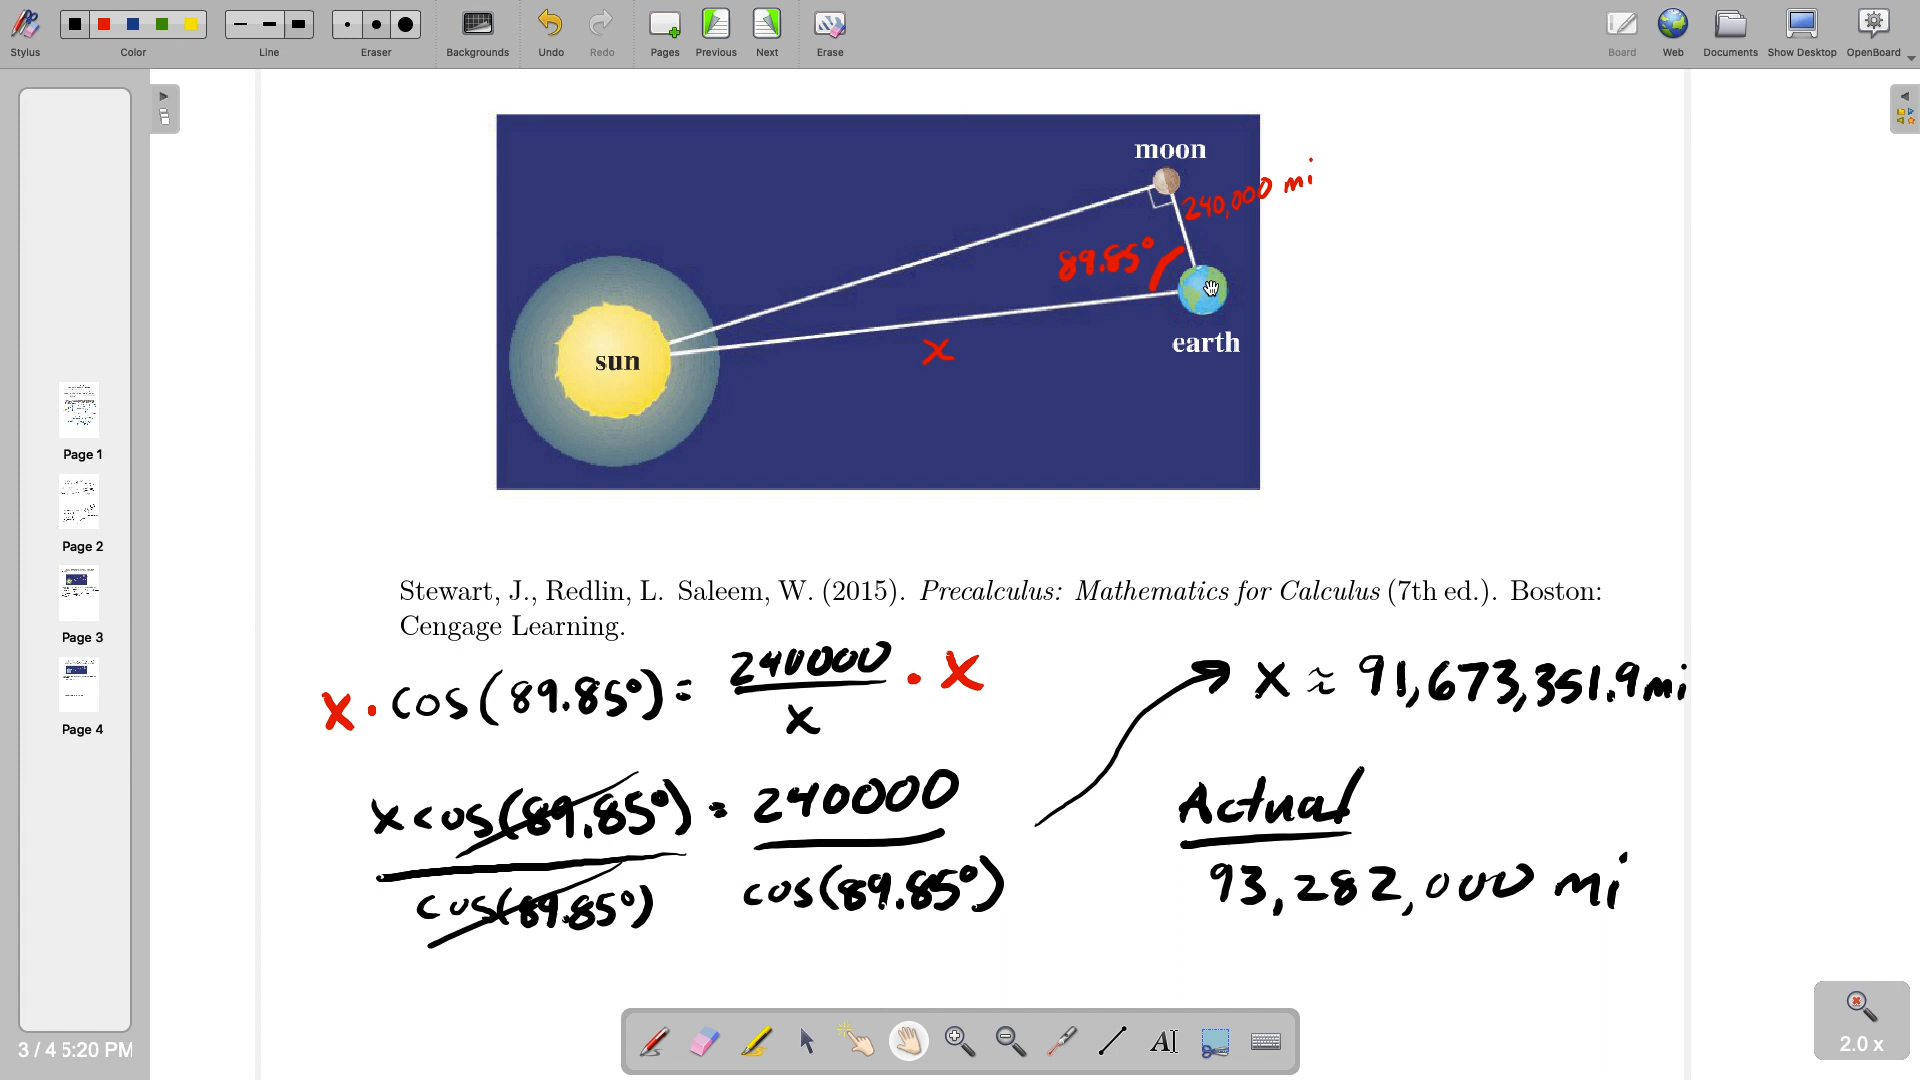 Stylus
Color
Line
Eraser
Backgrounds
Undo
Redo
Pages
Previous
Next
Erase
Board
Web
Documents
Show Desktop
OpenBoard
Page 1
Page 2
Page 3
Page 4
3 / 4 5:20 PM
moon
240,000 mi
89.85°
sun
x
earth
Stewart, J., Redlin, L. Saleem, W. (2015). Precalculus: Mathematics for Calculus (7th ed.). Boston:
Cengage Learning.
x · cos(89.85°) = 240000 / x · x
x cos(89.85°) / cos(89.85°) = 240000 / cos(89.85°)
x ≈ 91,673,351.9 mi
Actual
93,282,000 mi
AI
2.0 x